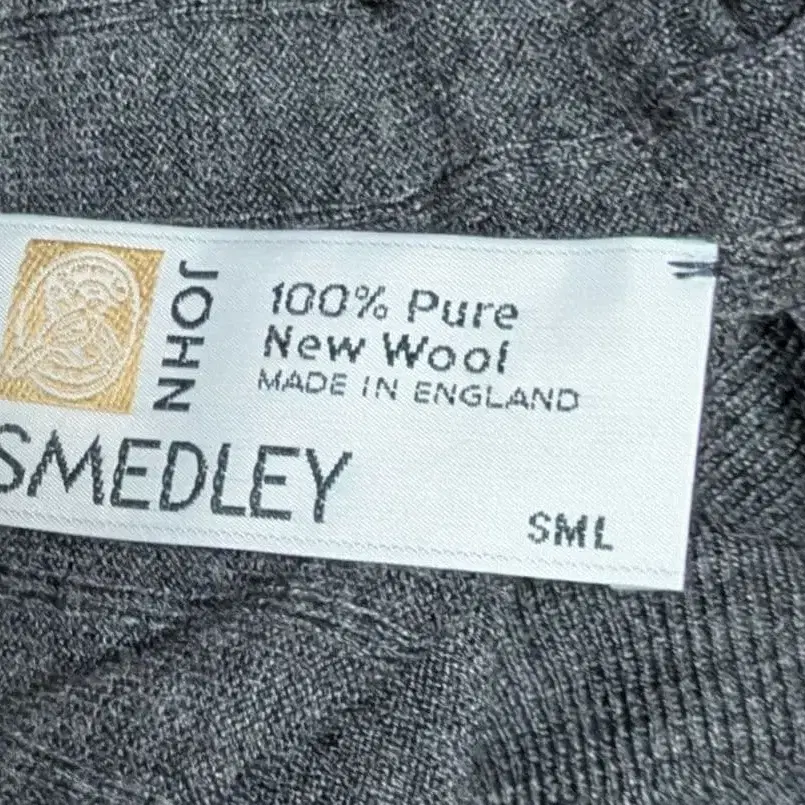 JOHN
SMEDLEY
100% Pure
New Wool
MADE IN ENGLAND
SML